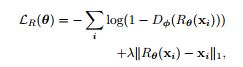 ℒ_R(𝜽) = − ∑_i log(1 − D_ϕ(R_𝜽(𝐱_i)))
+λ‖R_𝜽(𝐱_i) − 𝐱_i‖_1,